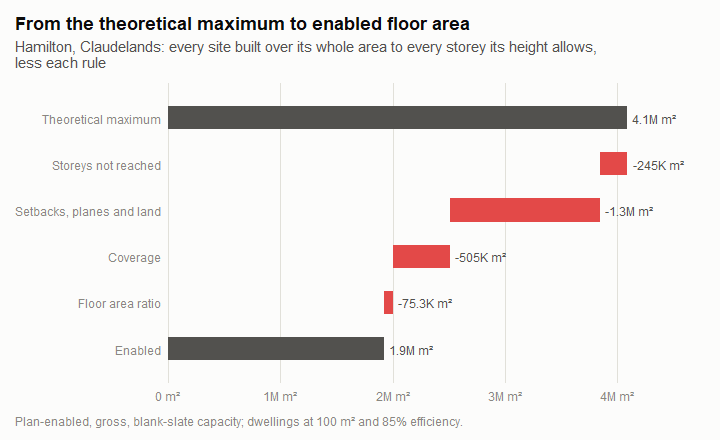 From the theoretical maximum to enabled floor area
Hamilton, Claudelands: every site built over its whole area to every storey its height allows,
less each rule
Theoretical maximum
4.1M m²
Storeys not reached
-245K m²
Setbacks, planes and land
-1.3M m²
Coverage
-505K m²
Floor area ratio
-75.3K m²
Enabled
1.9M m²
0 m²
1M m²
2M m²
3M m²
4M m²
Plan-enabled, gross, blank-slate capacity; dwellings at 100 m² and 85% efficiency.